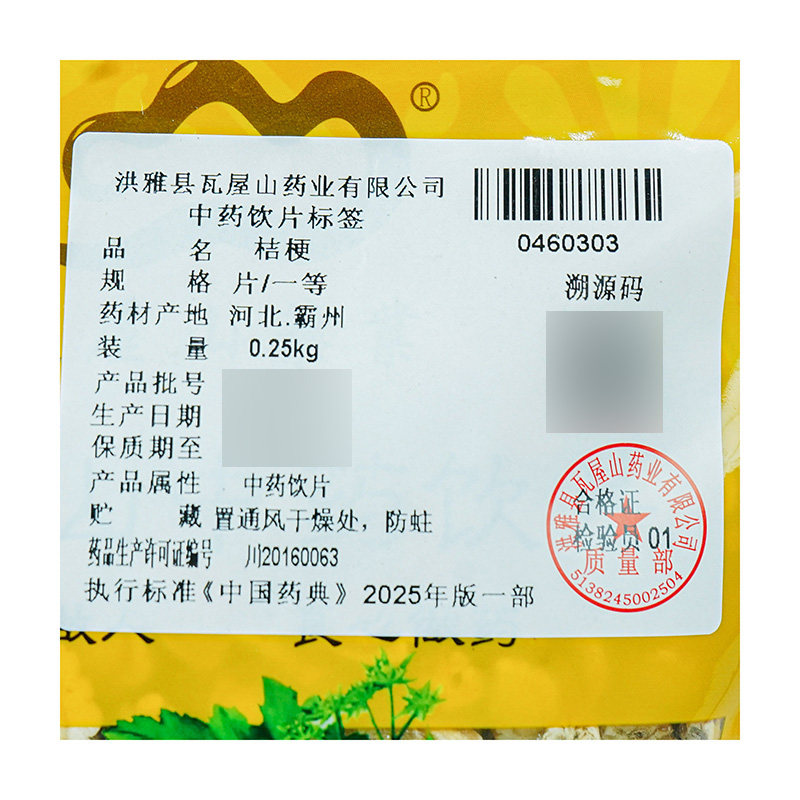 ®
洪雅县瓦屋山药业有限公司
中药饮片标签
0460303
溯源码
品 名 桔梗
规 格 片/一等
药材产地 河北.霸州
装 量 0.25kg
产品批号
生产日期
保质期至
产品属性 中药饮片
贮 藏 置通风干燥处，防蛀
药品生产许可证编号 川20160063
执行标准《中国药典》2025年版一部
洪雅县瓦屋山药业有限公司
合格证
检验员 01
质量部
5138245002504